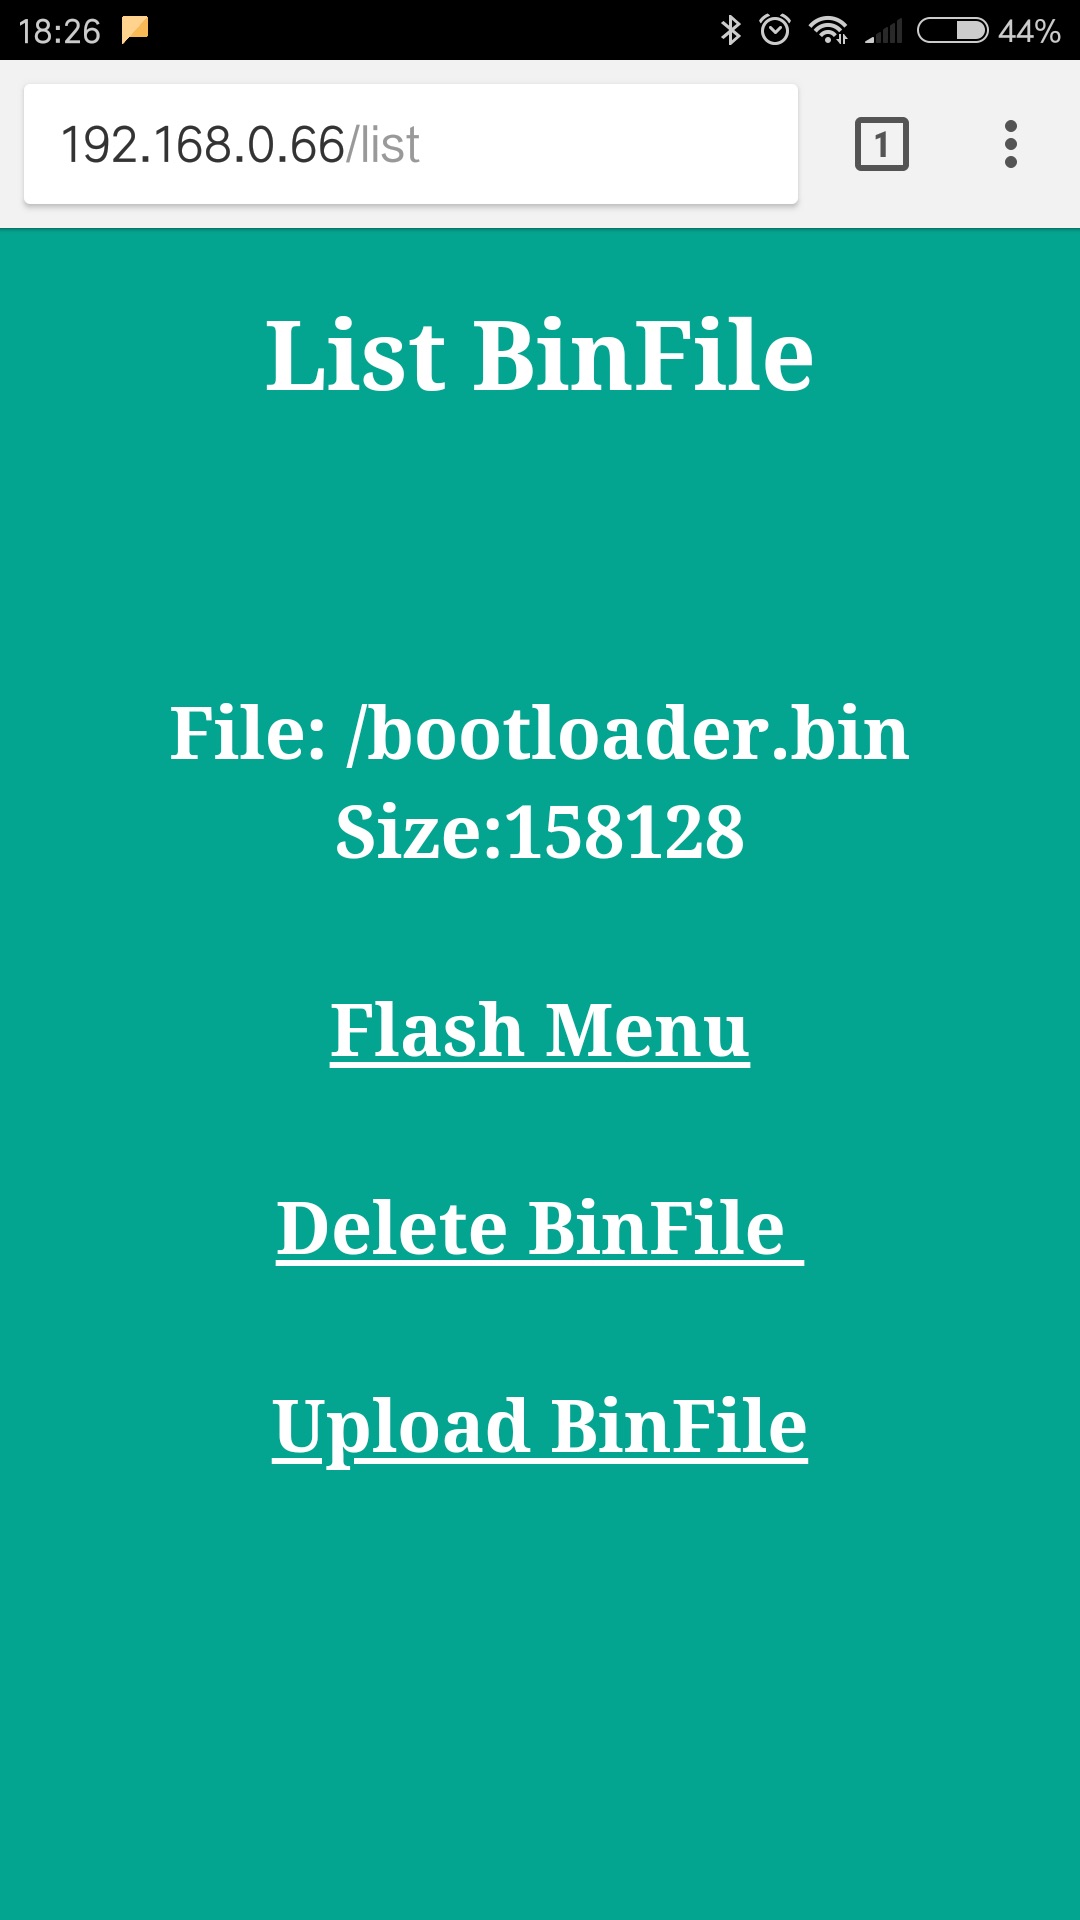 18:26
44%
192.168.0.66/list
1
List BinFile
File: /bootloader.bin
Size:158128
Flash Menu
Delete BinFile
Upload BinFile